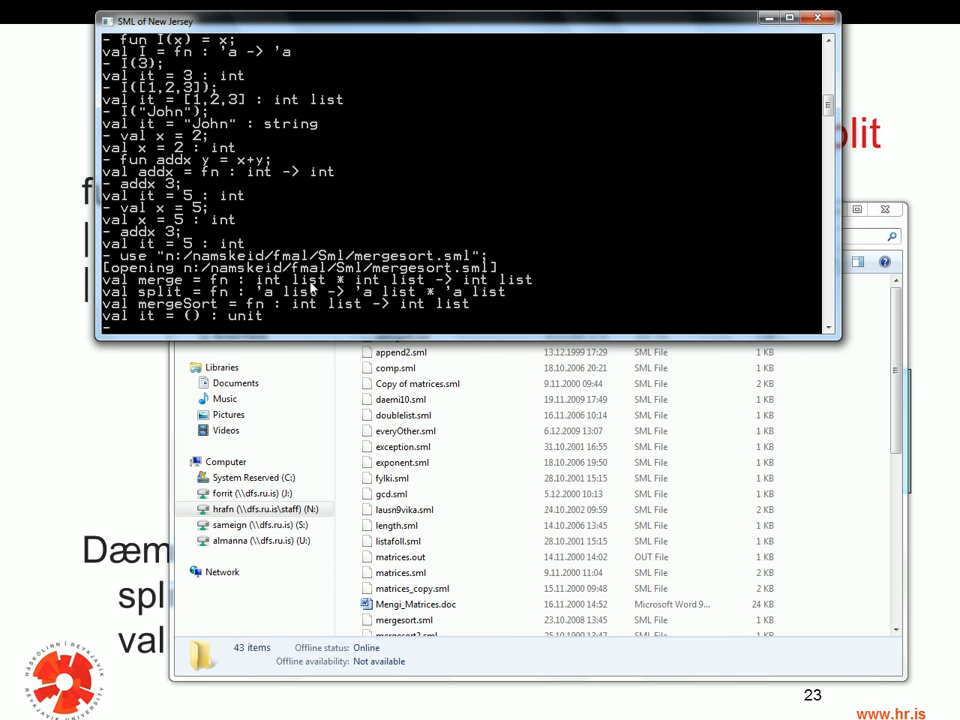 SML of New Jersey
- fun I(x) = x;
val I = fn : 'a -> 'a
- I(3);
val it = 3 : int
- I([1,2,3]);
val it = [1,2,3] : int list
- I("John");
val it = "John" : string
- val x = 2;
val x = 2 : int
- fun addx y = x+y;
val addx = fn : int -> int
- addx 3;
val it = 5 : int
- val x = 5;
val x = 5 : int
- addx 3;
val it = 5 : int
- use "n:/namskeid/fmal/Sml/mergesort.sml";
[opening n:/namskeid/fmal/Sml/mergesort.sml]
val merge = fn : int list * int list -> int list
val split = fn : 'a list -> 'a list * 'a list
val mergeSort = fn : int list -> int list
val it = () : unit
-
lit
append2.sml 13.12.1999 17:29 SML File 1 KB
Libraries comp.sml 18.10.2006 20:21 SML File 1 KB
Documents Copy of matrices.sml 9.11.2000 09:44 SML File 2 KB
Music daemi10.sml 19.11.2009 17:49 SML File 1 KB
Pictures doublelist.sml 16.11.2006 10:14 SML File 1 KB
Videos everyOther.sml 6.12.2009 13:07 SML File 1 KB
exception.sml 31.10.2001 16:55 SML File 1 KB
Computer exponent.sml 18.10.2006 19:50 SML File 1 KB
System Reserved (C:) fylki.sml 28.10.2001 15:15 SML File 1 KB
forrit (\\dfs.ru.is) (J:) gcd.sml 5.12.2000 10:13 SML File 1 KB
hrafn (\\dfs.ru.is\staff) (N:) lausn9vika.sml 24.10.2002 09:59 SML File 2 KB
sameign (\\dfs.ru.is) (S:) length.sml 14.10.2006 13:45 SML File 1 KB
almanna (\\dfs.ru.is) (U:) listafoll.sml 28.10.2001 15:55 SML File 1 KB
matrices.out 14.11.2000 14:02 OUT File 1 KB
Network matrices.sml 9.11.2000 11:04 SML File 2 KB
matrices_copy.sml 15.11.2000 09:48 SML File 2 KB
Mengi_Matrices.doc 16.11.2000 14:52 Microsoft Word 9... 24 KB
mergesort.sml 23.10.2008 13:45 SML File 1 KB
mergesort2.sml 25.10.1999 13:47 SML File 1 KB
43 items Offline status: Online
Offline availability: Not available
Dæm
spl
val
HÁSKÓLINN Í REYKJAVÍK
REYKJAVIK UNIVERSITY
23
www.hr.is